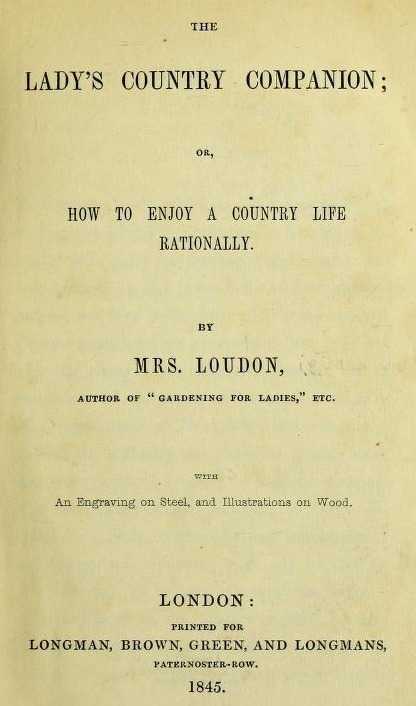 THE
LADY'S COUNTRY COMPANION;
OR,
HOW TO ENJOY A COUNTRY LIFE
RATIONALLY.
BY
MRS. LOUDON,
AUTHOR OF "GARDENING FOR LADIES," ETC.
WITH
An Engraving on Steel, and Illustrations on Wood.
LONDON:
PRINTED FOR
LONGMAN, BROWN, GREEN, AND LONGMANS,
PATERNOSTER-ROW.
1845.